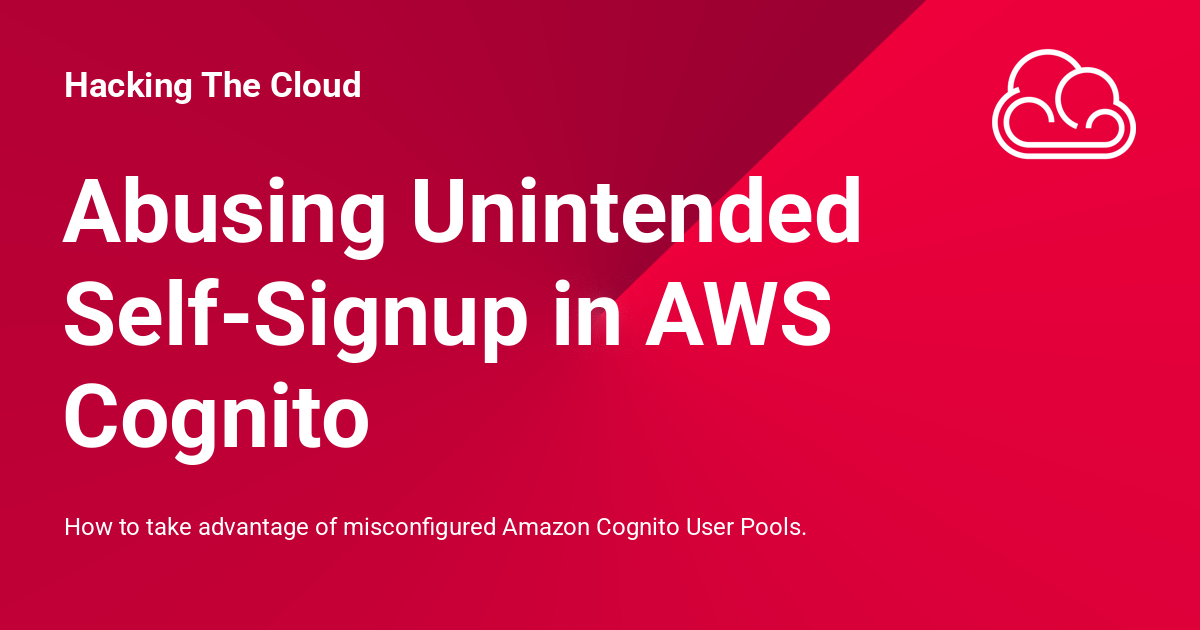 Hacking The Cloud
Abusing Unintended
Self-Signup in AWS
Cognito
How to take advantage of misconfigured Amazon Cognito User Pools.